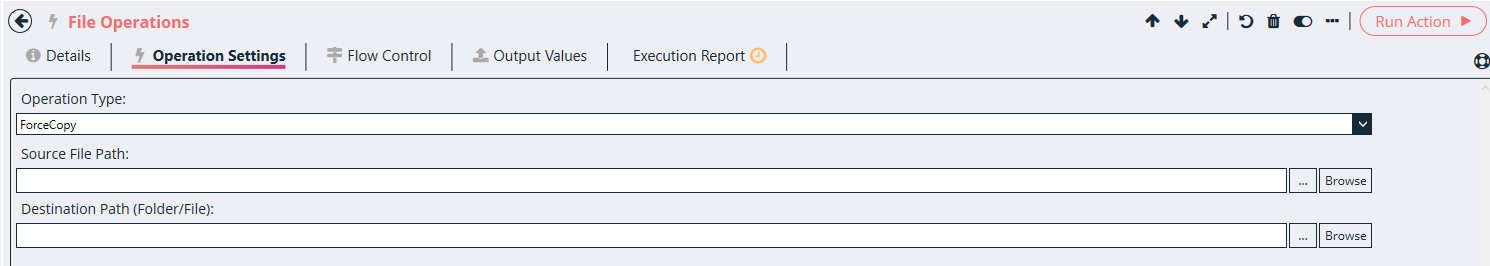 File Operations
Run Action
Details
Operation Settings
Flow Control
Output Values
Execution Report
Operation Type:
ForceCopy
Source File Path:
... Browse
Destination Path (Folder/File):
... Browse